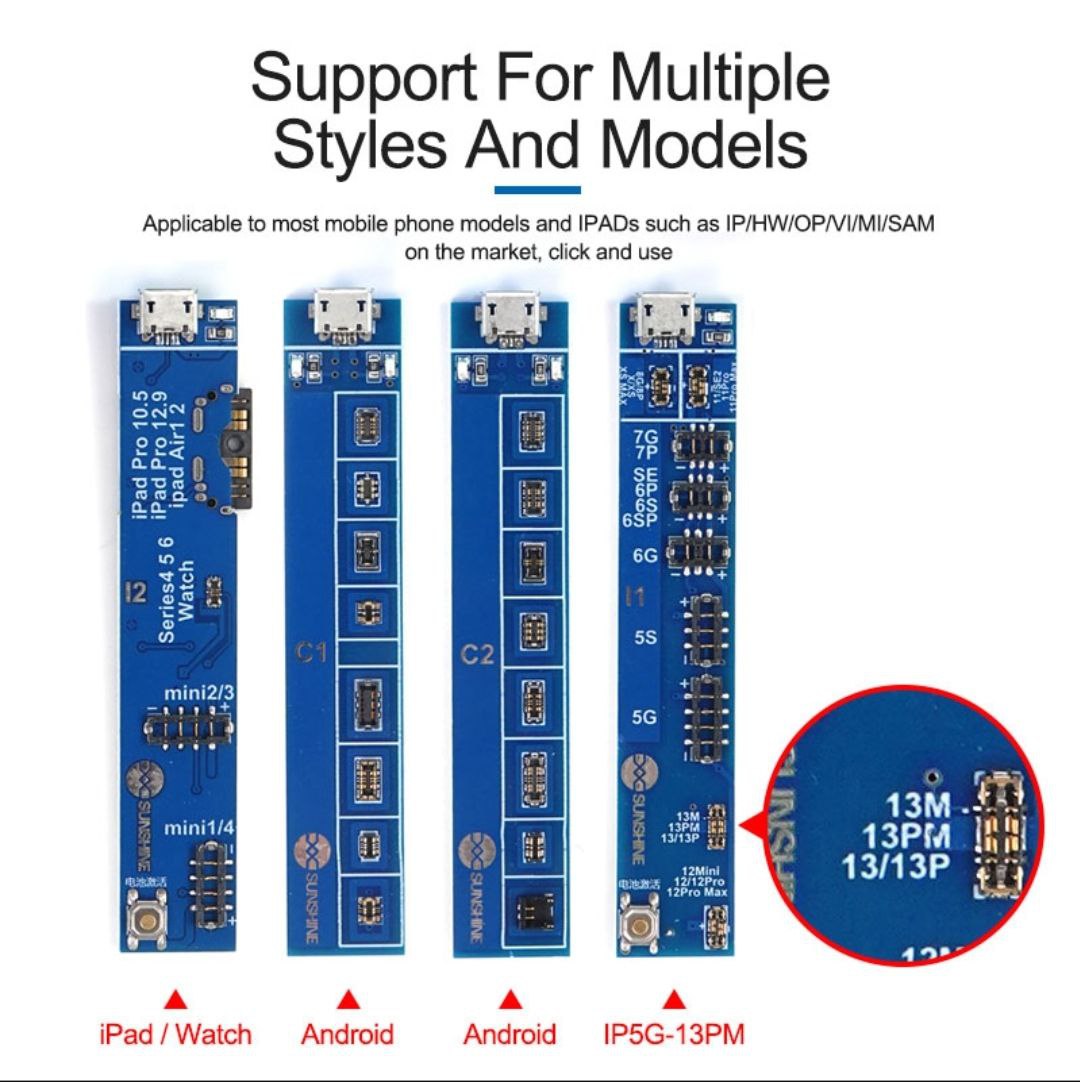 Support For Multiple
Styles And Models
Applicable to most mobile phone models and IPADs such as IP/HW/OP/VI/MI/SAM
on the market, click and use
iPad Pro 10.5
iPad Pro 12.9
ipad Air1 2
Series4 5 6
Watch
mini2/3
- +
SUNSHINE
mini1/4
-
+
电池激活
C1
SUNSHINE
C2
SUNSHINE
8G/8P
X/XS
XS MAX
11/SE2
11Pro
11Pro Max
7G
7P
- +
SE
6P
6S
6SP
- +
6G
- +
+
5S
-
+
5G
-
SUNSHINE
13M
13PM
13/13P
12Mini
12/12Pro
12Pro Max
+
电池激活
13M
13PM
13/13P
iPad / Watch
Android
Android
IP5G-13PM